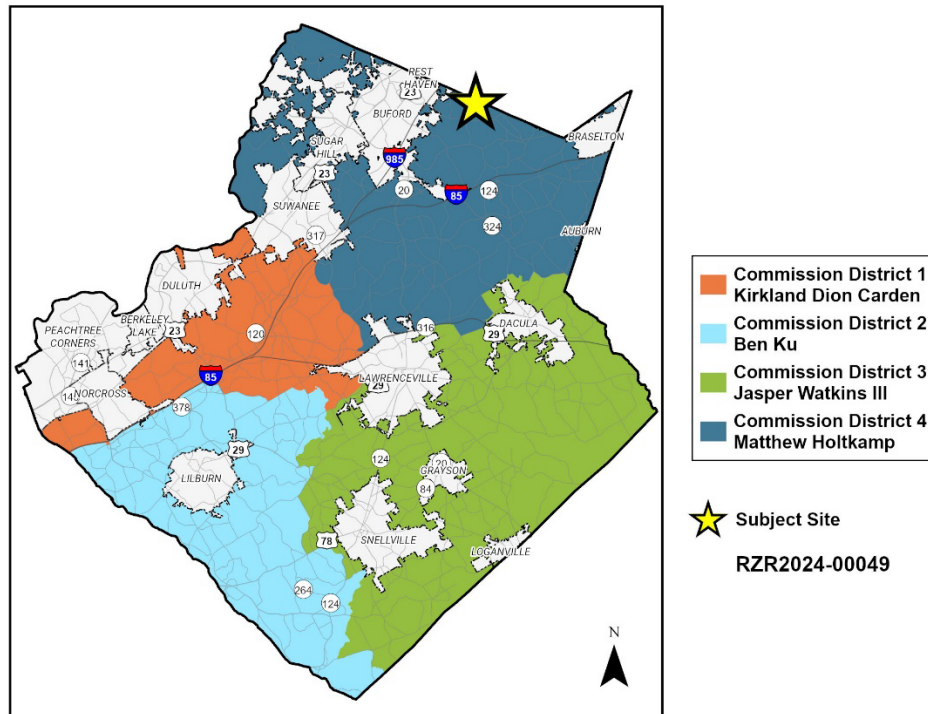 REST
HAVEN
23
BUFORD
BRASELTON
SUGAR
HILL
985
23
20
85
124
SUWANEE
324
317
AUBURN
DULUTH
PEACHTREE
CORNERS
BERKELEY
LAKE
23
120
316
DACULA
29
141
85
LAWRENCEVILLE
29
NORCROSS
378
29
LILBURN
124
20
GRAYSON
84
78
SNELLVILLE
LOGANVILLE
264
124
N
Commission District 1
Kirkland Dion Carden
Commission District 2
Ben Ku
Commission District 3
Jasper Watkins III
Commission District 4
Matthew Holtkamp
Subject Site
RZR2024-00049